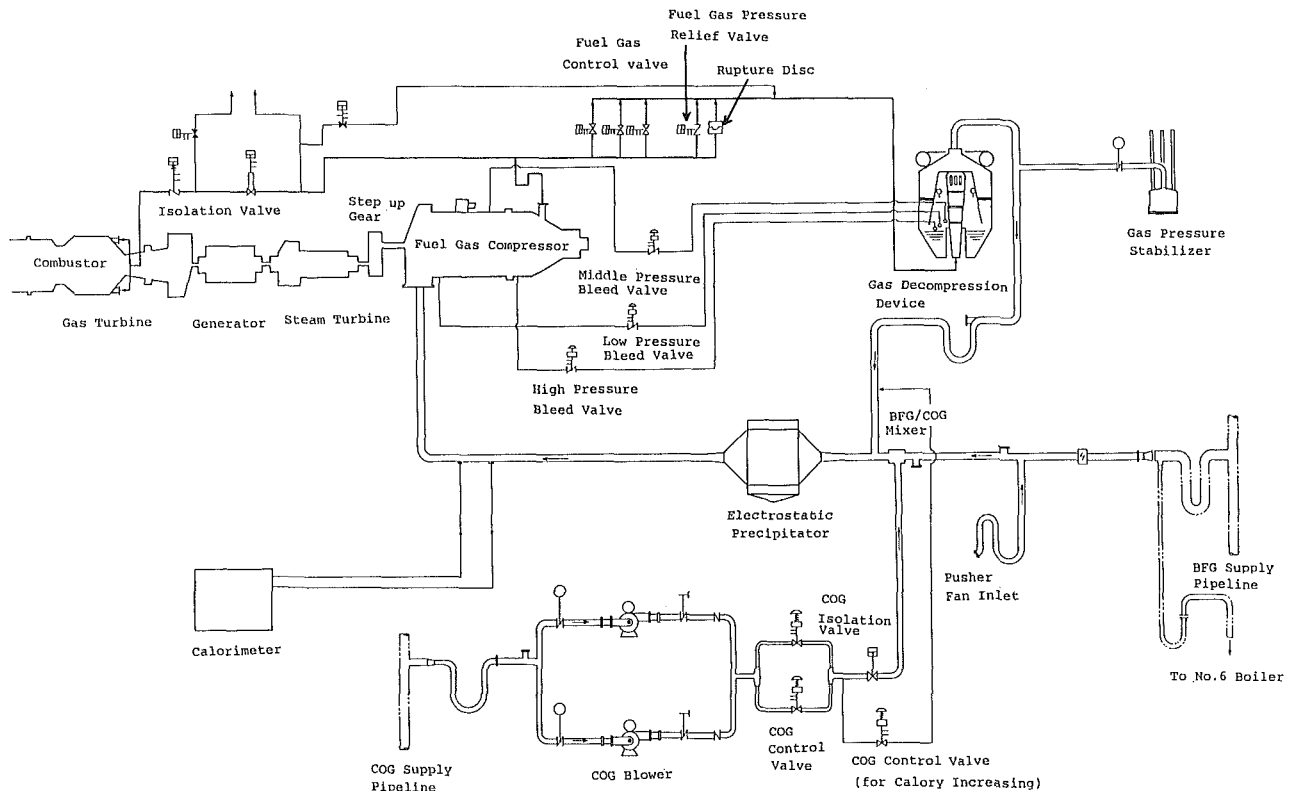 Fuel Gas Pressure
Relief Valve
Fuel Gas
Control valve
Rupture Disc
Isolation Valve
Step up
Gear
Fuel Gas Compressor
Combustor
Gas Turbine
Generator
Steam Turbine
Middle Pressure
Bleed Valve
Low Pressure
Bleed Valve
High Pressure
Bleed Valve
Gas Decompression
Device
Gas Pressure
Stabilizer
BFG/COG
Mixer
Electrostatic
Precipitator
Pusher
Fan Inlet
BFG Supply
Pipeline
To No.6 Boiler
Calorimeter
COG Supply
Pipeline
COG Blower
COG
Isolation
Valve
COG
Control
Valve
COG Control Valve
(for Calory Increasing)